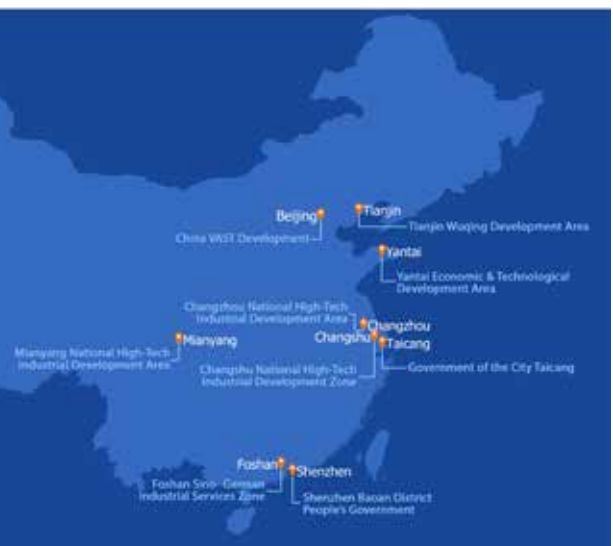 Beijing
China VAST Development
Tianjin
Tianjin Wuqing Development Area
Yantai
Yantai Economic & Technological
Development Area
Changzhou National High-Tech
Industrial Development Area
Changzhou
Changshu
Taicang
Mianyang
Mianyang National High-Tech
Industrial Development Area
Changshu National High-Tech
Industrial Development Zone
Government of the City Taicang
Foshan
Foshan Sino- German
Industrial Services Zone
Shenzhen
Shenzhen Baoan District
People's Government